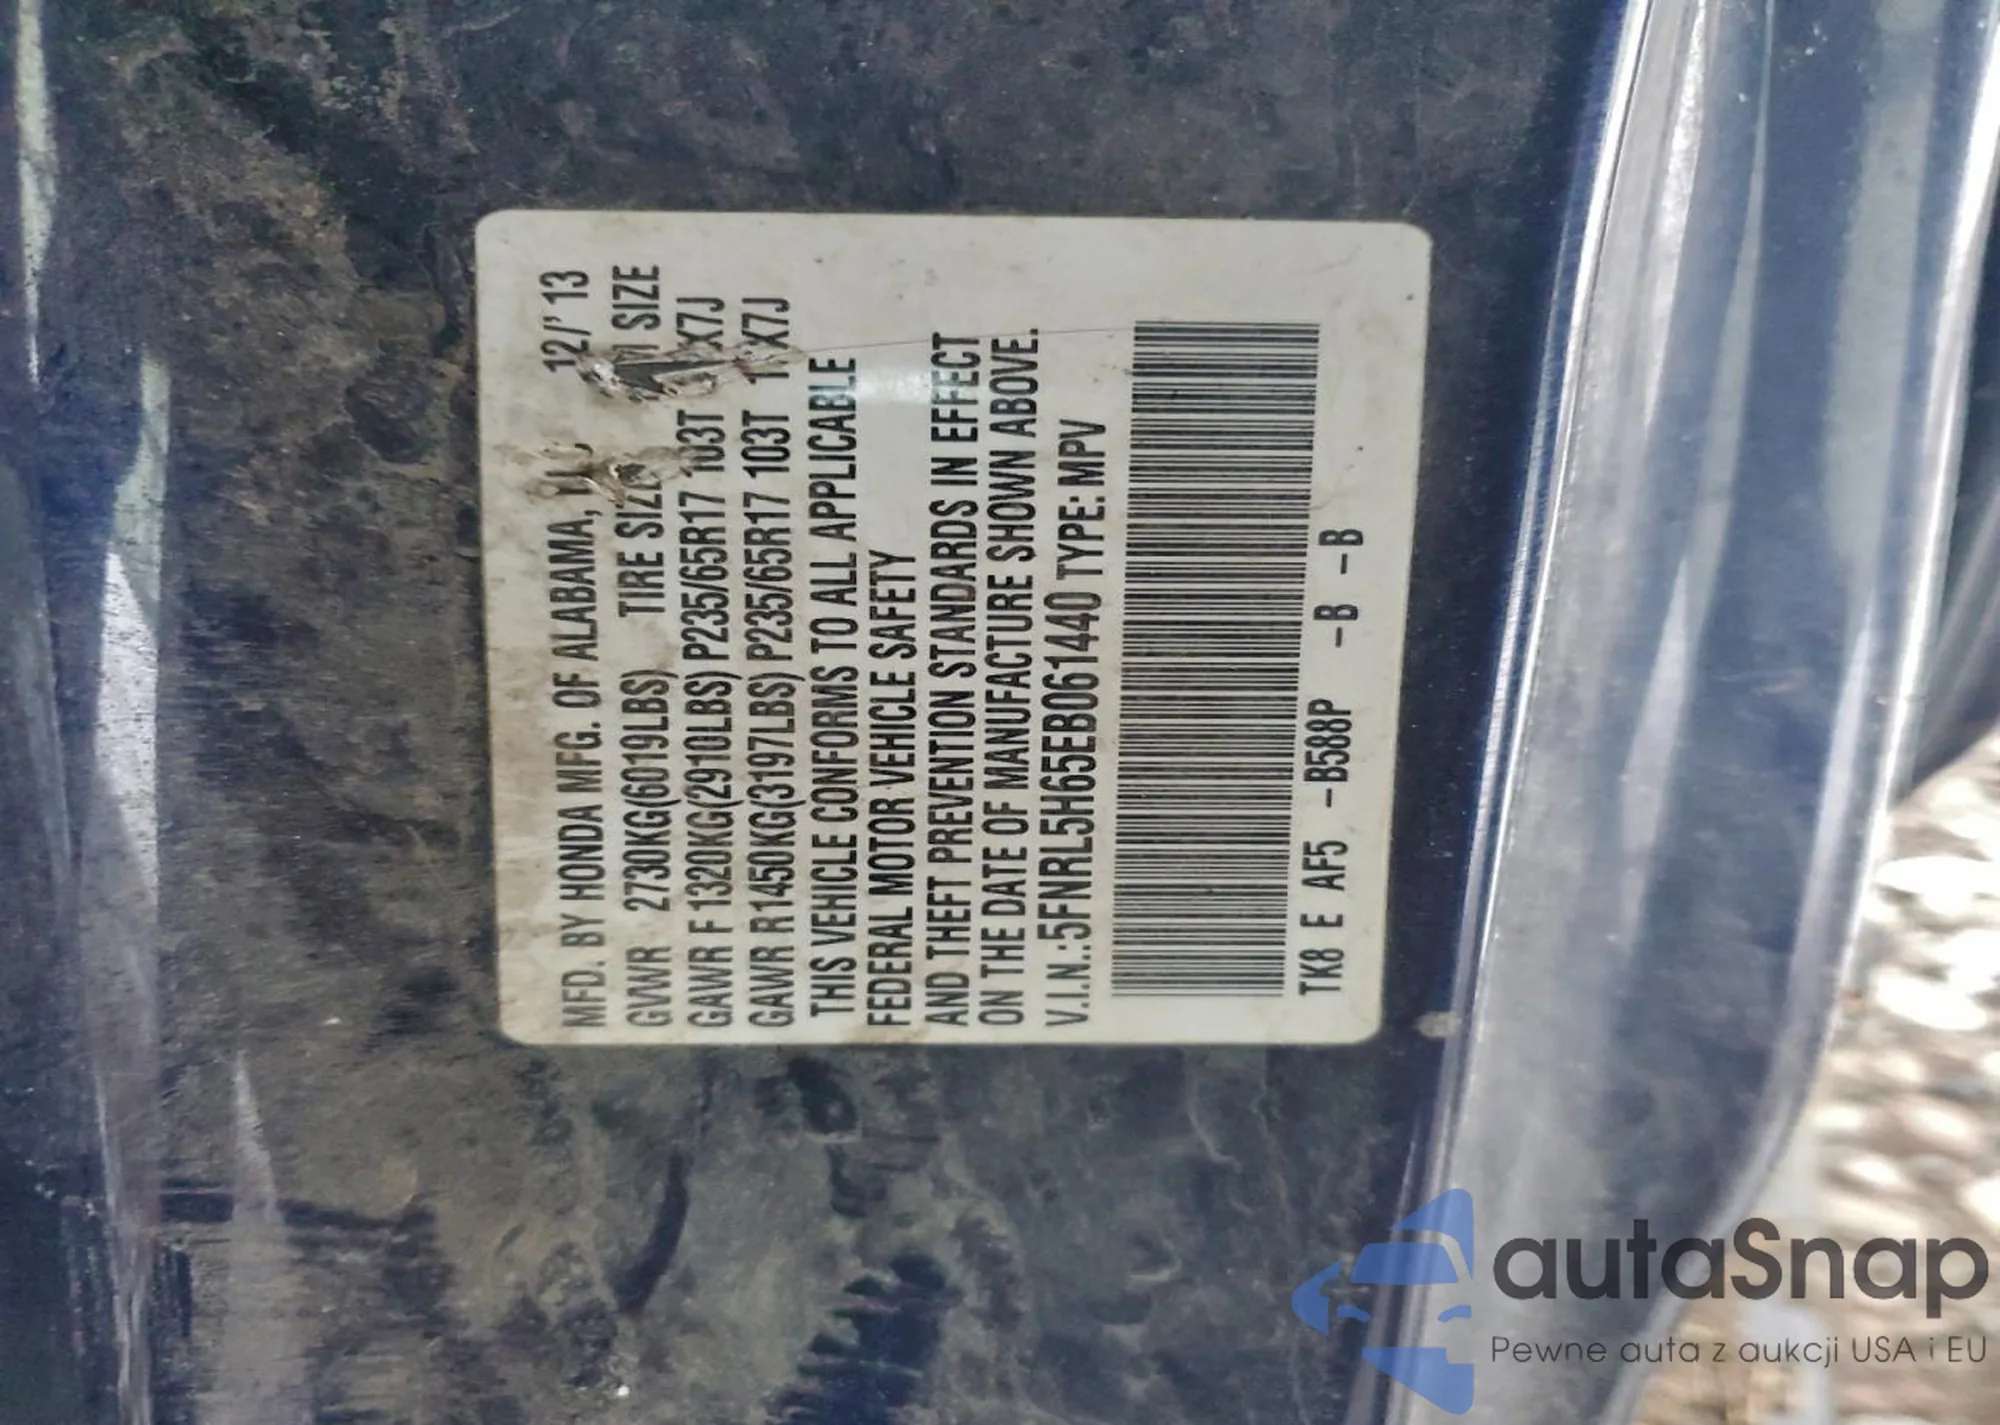 MFD. BY HONDA MFG. OF ALABAMA, 12/'13
GVWR 2730KG(6019LBS) TIRE SIZE SIZE
GAWR F 1320KG(2910LBS) P235/65R17 103T X7J
GAWR R 1450KG(3197LBS) P235/65R17 103T X7J
THIS VEHICLE CONFORMS TO ALL APPLICABLE
FEDERAL MOTOR VEHICLE SAFETY
AND THEFT PREVENTION STANDARDS IN EFFECT
ON THE DATE OF MANUFACTURE SHOWN ABOVE.
V.I.N.:5FNRL5H65EB061440 TYPE: MPV
TK8 E AF5 -B588P -B -B
autaSnap
Pewne auta z aukcji USA i EU